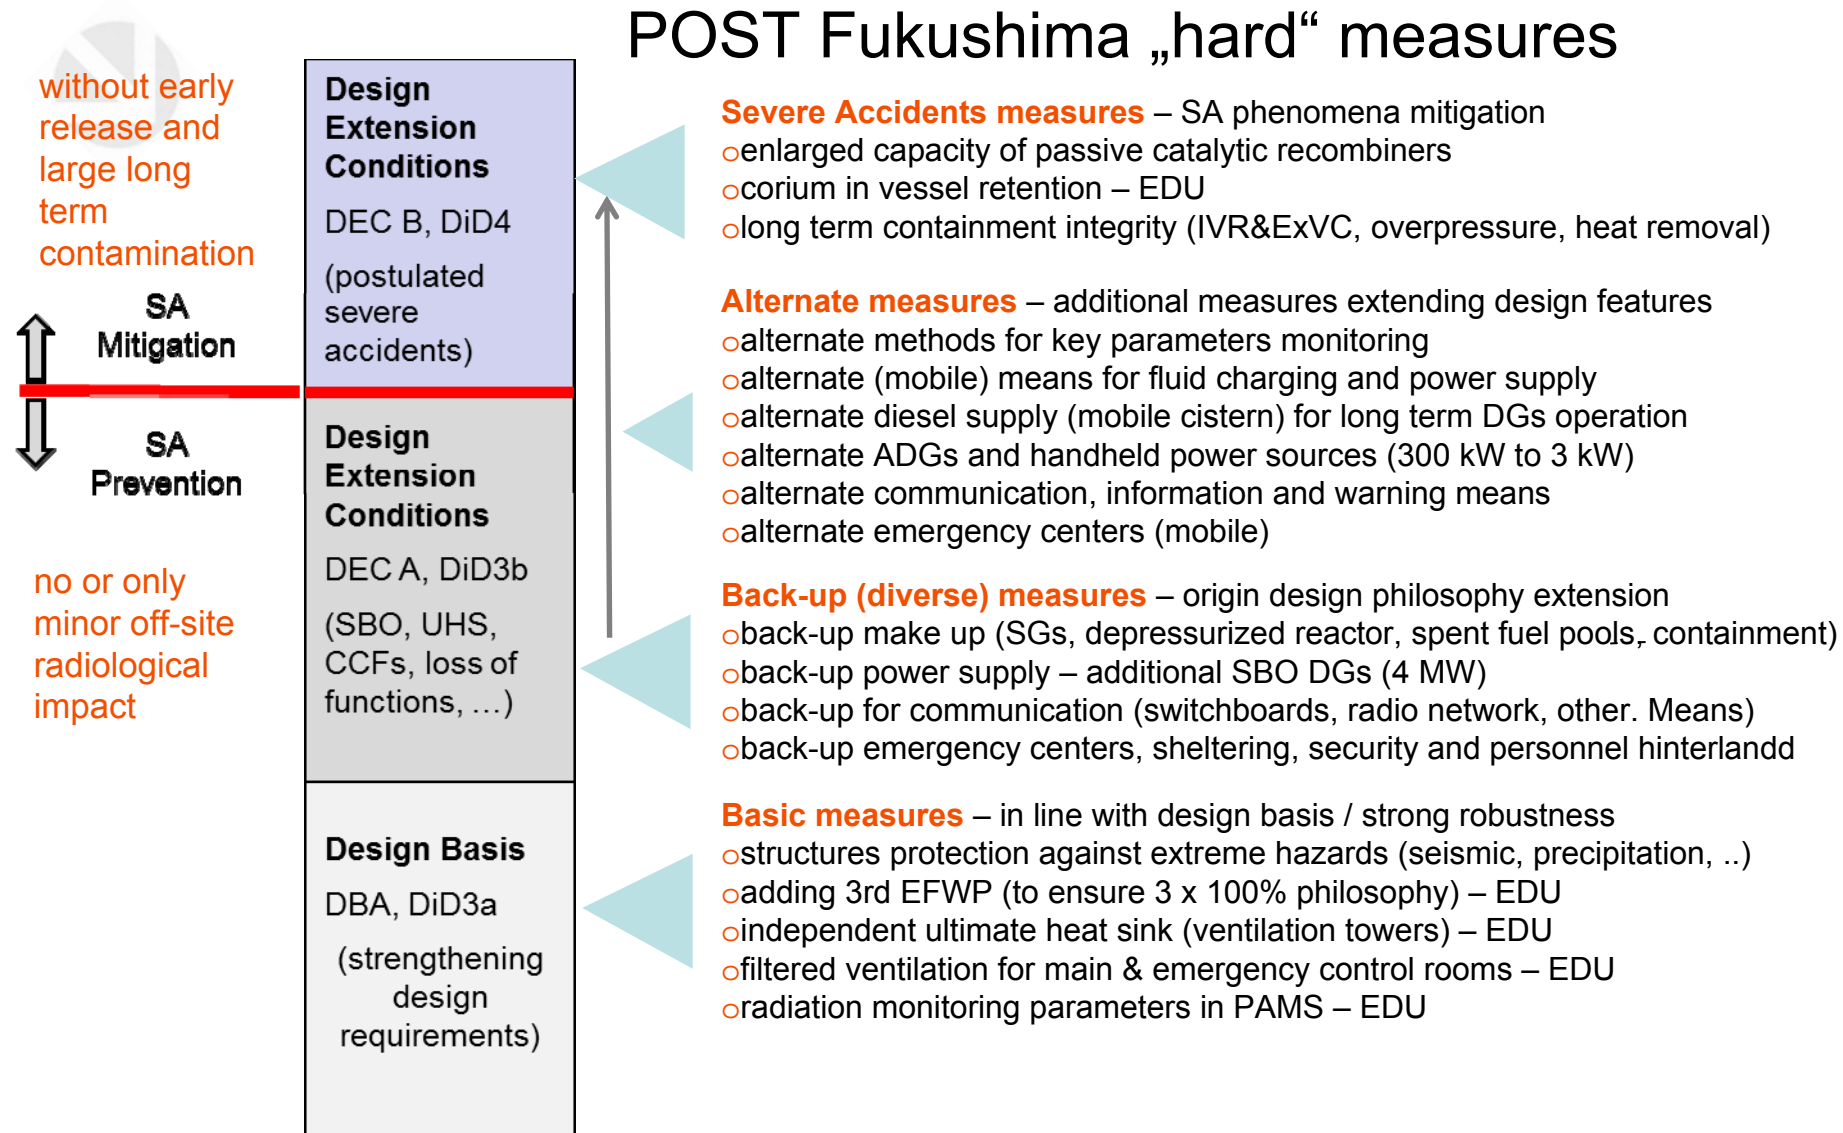 POST Fukushima „hard“ measures
without early
release and
large long
term
contamination
SA
Mitigation
SA
Prevention
no or only
minor off-site
radiological
impact
Design
Extension
Conditions
DEC B, DiD4
(postulated
severe
accidents)
Design
Extension
Conditions
DEC A, DiD3b
(SBO, UHS,
CCFs, loss of
functions, …)
Design Basis
DBA, DiD3a
(strengthening
design
requirements)
Severe Accidents measures – SA phenomena mitigation
oenlarged capacity of passive catalytic recombiners
ocorium in vessel retention – EDU
olong term containment integrity (IVR&ExVC, overpressure, heat removal)
Alternate measures – additional measures extending design features
oalternate methods for key parameters monitoring
oalternate (mobile) means for fluid charging and power supply
oalternate diesel supply (mobile cistern) for long term DGs operation
oalternate ADGs and handheld power sources (300 kW to 3 kW)
oalternate communication, information and warning means
oalternate emergency centers (mobile)
Back-up (diverse) measures – origin design philosophy extension
oback-up make up (SGs, depressurized reactor, spent fuel pools, containment)
oback-up power supply – additional SBO DGs (4 MW)
oback-up for communication (switchboards, radio network, other. Means)
oback-up emergency centers, sheltering, security and personnel hinterlandd
Basic measures – in line with design basis / strong robustness
ostructures protection against extreme hazards (seismic, precipitation, ..)
oadding 3rd EFWP (to ensure 3 x 100% philosophy) – EDU
oindependent ultimate heat sink (ventilation towers) – EDU
ofiltered ventilation for main & emergency control rooms – EDU
oradiation monitoring parameters in PAMS – EDU